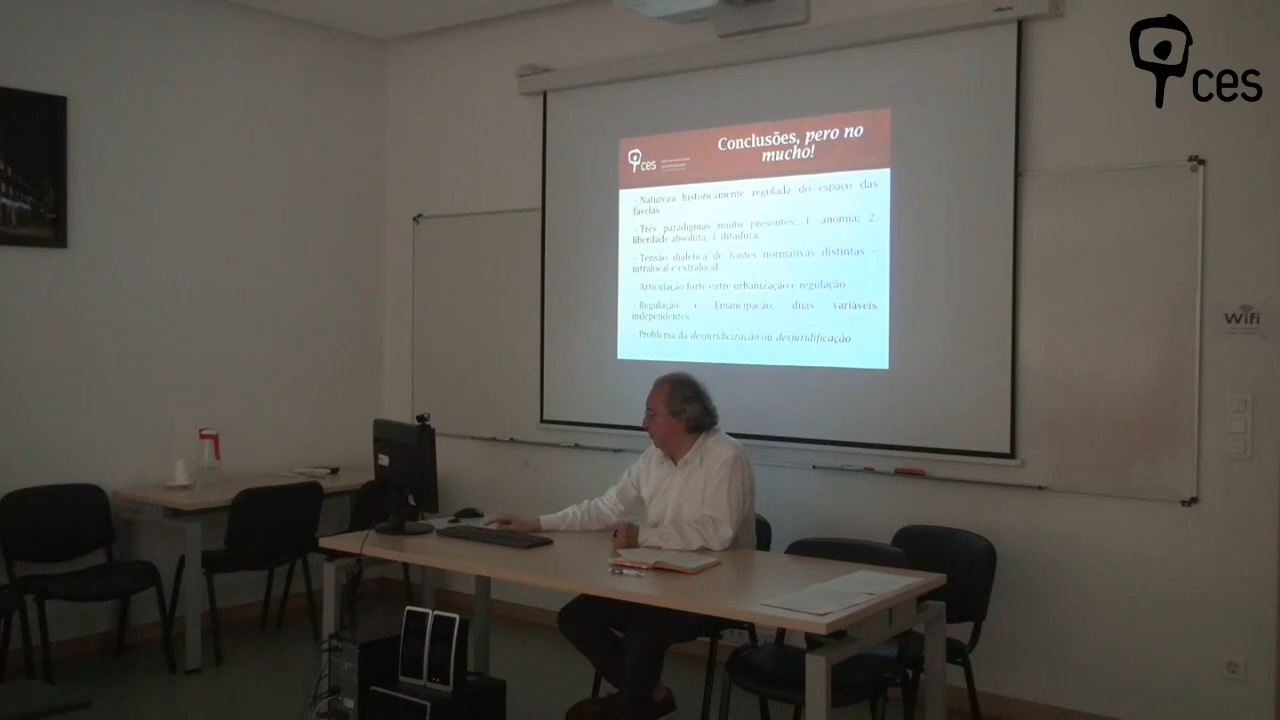 ces
ces
Conclusões, pero no
mucho!
- Natureza historicamente regulada do espaço das
favelas
- Três paradigmas muito presentes: 1. anomia; 2.
liberdade absoluta; 3. ditadura.
- Tensão dialética de fontes normativas distintas –
intralocal e extralocal
- Articulação forte entre urbanização e regulação
- Regulação e Emancipação: duas variáveis
independentes
- Problema da desjuridicização ou desjuridificação
Wifi